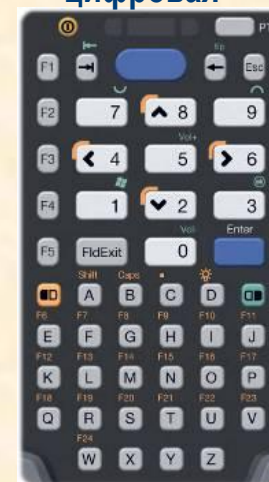 цифровая
P1
tip
F1 Esc
F2 7 8 9
Vol+
F3 4 5 6
F4 1 2 3
Vol- Enter
F5 FldExit 0
Shift Caps
A B C D
F6 F7 F8 F9 F10 F11
E F G H I J
F12 F13 F14 F15 F16 F17
K L M N O P
F18 F19 F20 F21 F22 F23
Q R S T U V
F24
W X Y Z